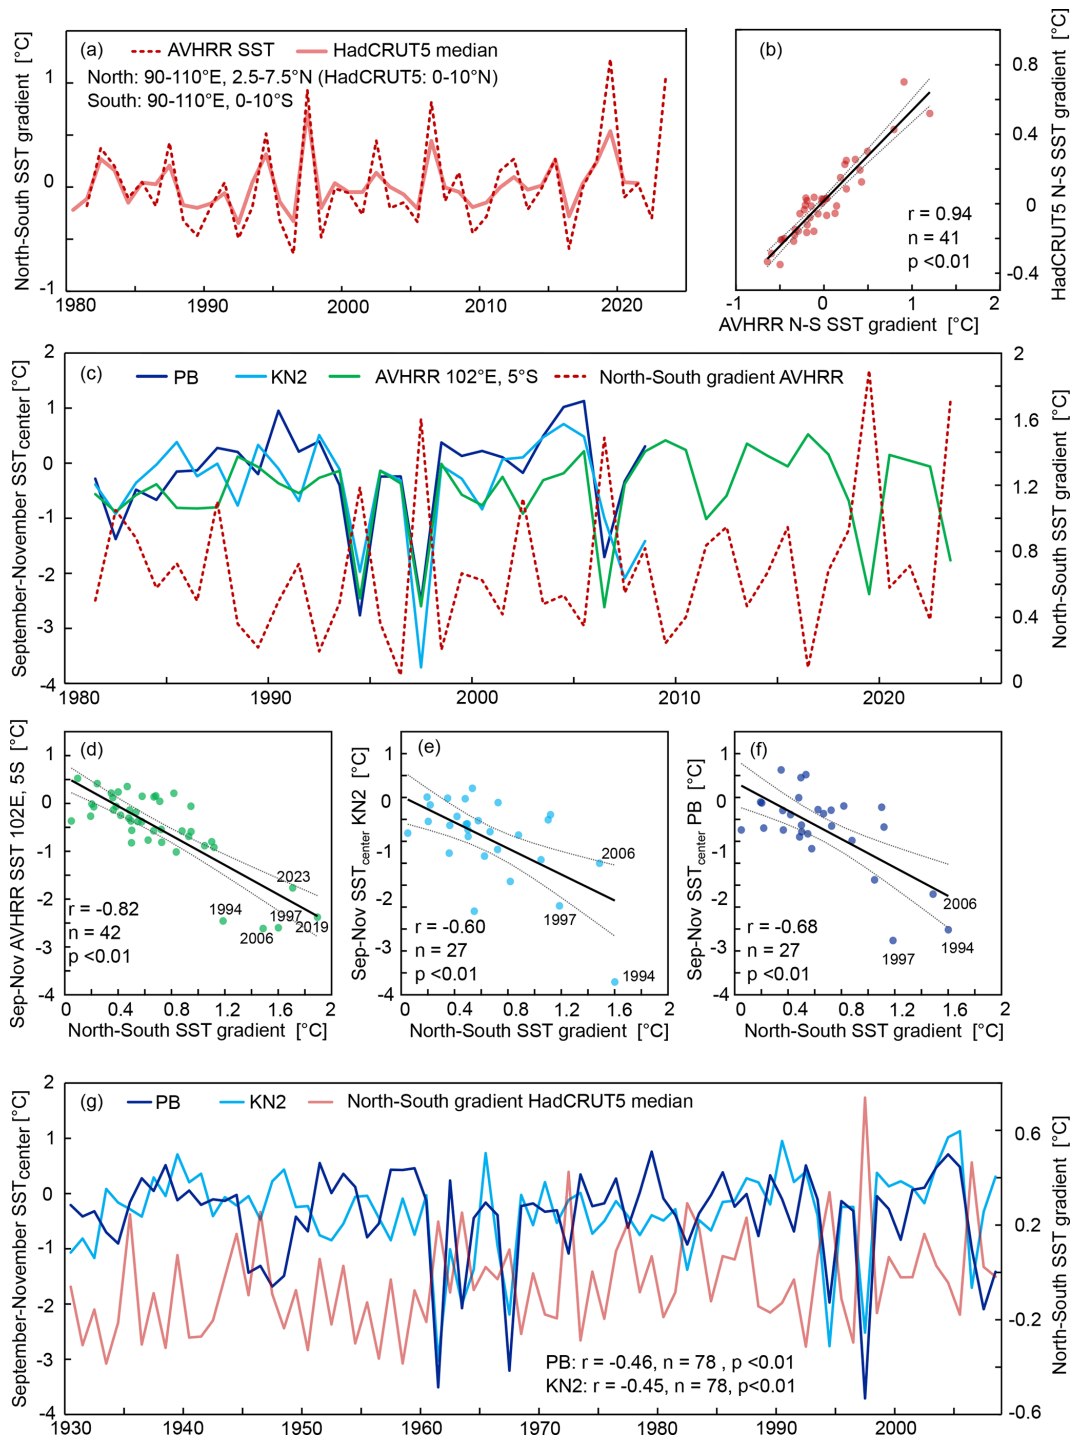 (a) AVHRR SST HadCRUT5 median
North: 90-110°E, 2.5-7.5°N (HadCRUT5: 0-10°N)
South: 90-110°E, 0-10°S
North-South SST gradient [°C]
1
0
-1
1980 1990 2000 2010 2020
(b)
r = 0.94
n = 41
p <0.01
0.8
0.4
0
-0.4
HadCRUT5 N-S SST gradient [°C]
-1 0 1 2
AVHRR N-S SST gradient [°C]
(c) PB KN2 AVHRR 102°E, 5°S North-South gradient AVHRR
September-November SSTcenter [°C]
2
1
0
-1
-2
-3
-4
2
1.6
1.2
0.8
0.4
0
North-South SST gradient [°C]
1980 1990 2000 2010 2020
(d)
Sep-Nov AVHRR SST 102E, 5S [°C]
1
0
-1
-2
-3
-4
2023
1994 1997
2006 2019
r = -0.82
n = 42
p <0.01
0 0.4 0.8 1.2 1.6 2
North-South SST gradient [°C]
(e)
Sep-Nov SSTcenter KN2 [°C]
1
0
-1
-3
-4
2006
1997
1994
r = -0.60
n = 27
p <0.01
0 0.4 0.8 1.2 1.6 2
North-South SST gradient [°C]
(f)
Sep-Nov SSTcenter PB [°C]
1
0
-1
-2
-3
-4
2006
1994
1997
r = -0.68
n = 27
p <0.01
0 0.4 0.8 1.2 1.6 2
North-South SST gradient [°C]
(g) PB KN2 North-South gradient HadCRUT5 median
September-November SSTcenter [°C]
2
1
0
-1
-2
-3
-4
0.6
0.2
-0.2
-0.6
North-South SST gradient [°C]
PB: r = -0.46, n = 78 , p <0.01
KN2: r = -0.45, n = 78, p<0.01
1930 1940 1950 1960 1970 1980 1990 2000